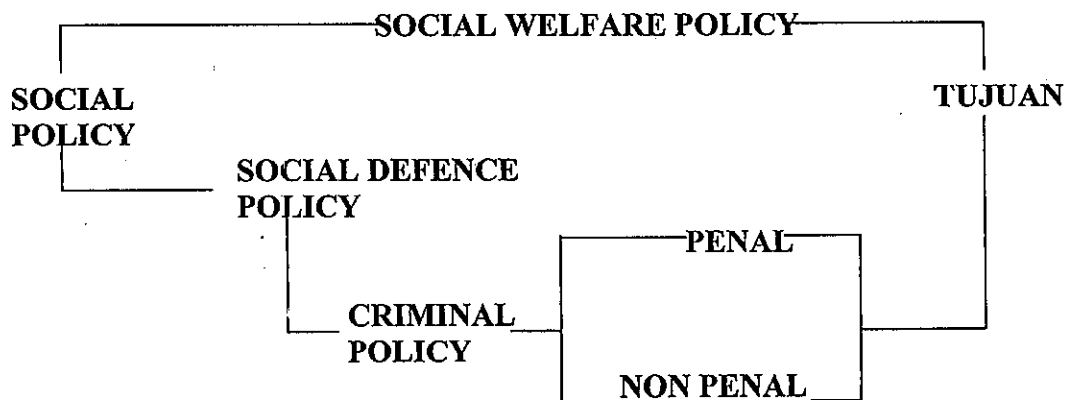 SOCIAL WELFARE POLICY
SOCIAL
POLICY
TUJUAN
SOCIAL DEFENCE
POLICY
PENAL
CRIMINAL
POLICY
NON PENAL